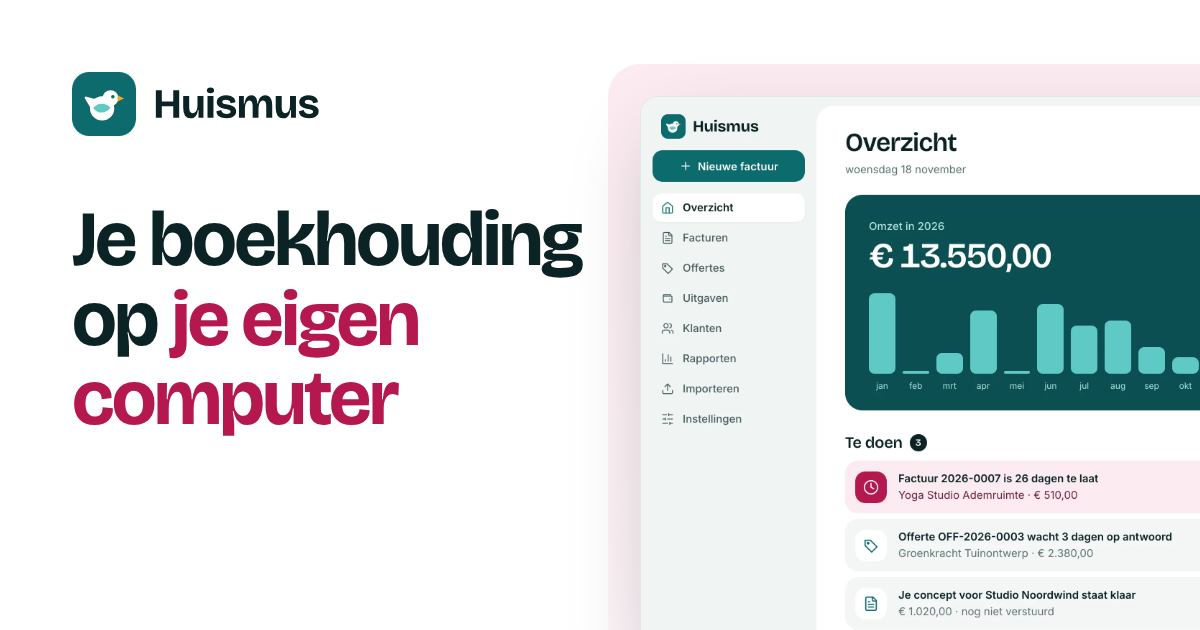 Huismus
Je boekhouding
op je eigen
computer
Huismus
+ Nieuwe factuur
Overzicht
Facturen
Offertes
Uitgaven
Klanten
Rapporten
Importeren
Instellingen
Overzicht
woensdag 18 november
Omzet in 2026
€ 13.550,00
jan feb mrt apr mei jun jul aug sep okt
Te doen 3
Factuur 2026-0007 is 26 dagen te laat
Yoga Studio Ademruimte · € 510,00
Offerte OFF-2026-0003 wacht 3 dagen op antwoord
Groenkracht Tuinontwerp · € 2.380,00
Je concept voor Studio Noordwind staat klaar
€ 1.020,00 · nog niet verstuurd